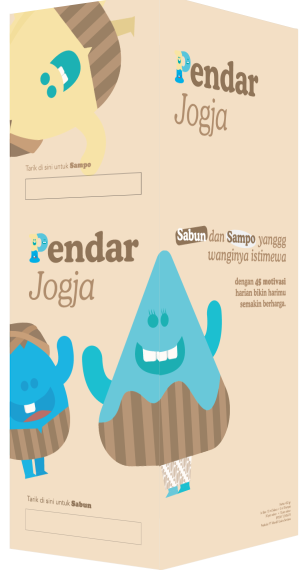 Tarik di sini untuk Sampo
Pendar
Jogja
Tarik di sini untuk Sabun
Pendar
Jogja
Sabun dan Sampo yanggg
wanginya istimewa
dengan 45 motivasi
harian bikin harimu
semakin berharga.